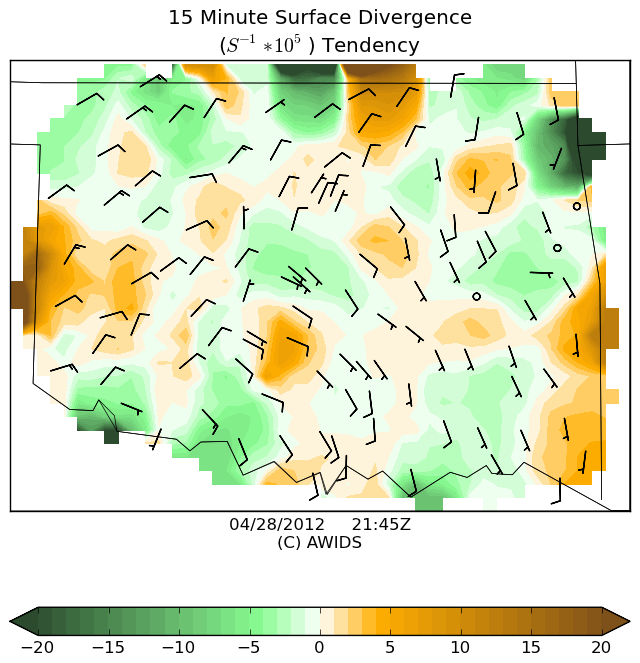 15 Minute Surface Divergence
(S⁻¹ *10⁵ ) Tendency
04/28/2012 21:45Z
(C) AWIDS
−20 −15 −10 −5 0 5 10 15 20